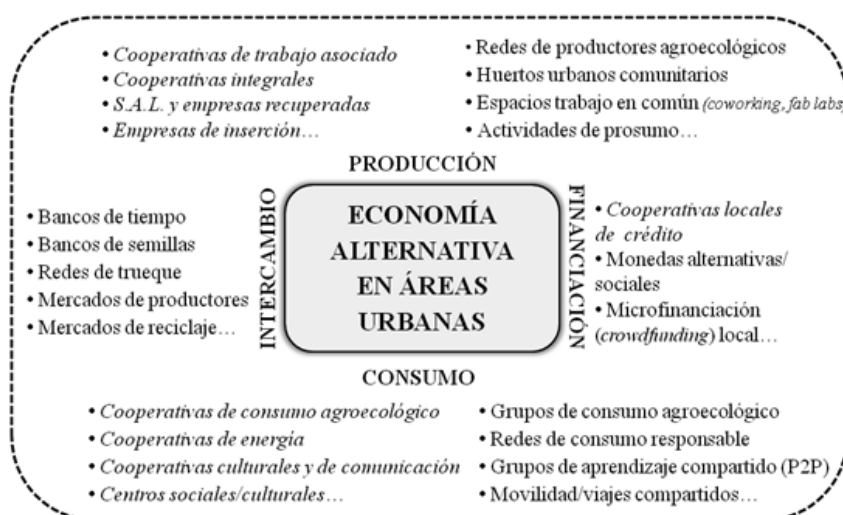 • Cooperativas de trabajo asociado
• Cooperativas integrales
• S.A.L. y empresas recuperadas
• Empresas de inserción…
• Redes de productores agroecológicos
• Huertos urbanos comunitarios
• Espacios trabajo en común (coworking, fab labs)
• Actividades de prosumo…
PRODUCCIÓN
INTERCAMBIO
• Bancos de tiempo
• Bancos de semillas
• Redes de trueque
• Mercados de productores
• Mercados de reciclaje…
ECONOMÍA
ALTERNATIVA
EN ÁREAS
URBANAS
FINANCIACIÓN
• Cooperativas locales
de crédito
• Monedas alternativas/
sociales
• Microfinanciación
(crowdfunding) local…
CONSUMO
• Cooperativas de consumo agroecológico
• Cooperativas de energía
• Cooperativas culturales y de comunicación
• Centros sociales/culturales…
• Grupos de consumo agroecológico
• Redes de consumo responsable
• Grupos de aprendizaje compartido (P2P)
• Movilidad/viajes compartidos…